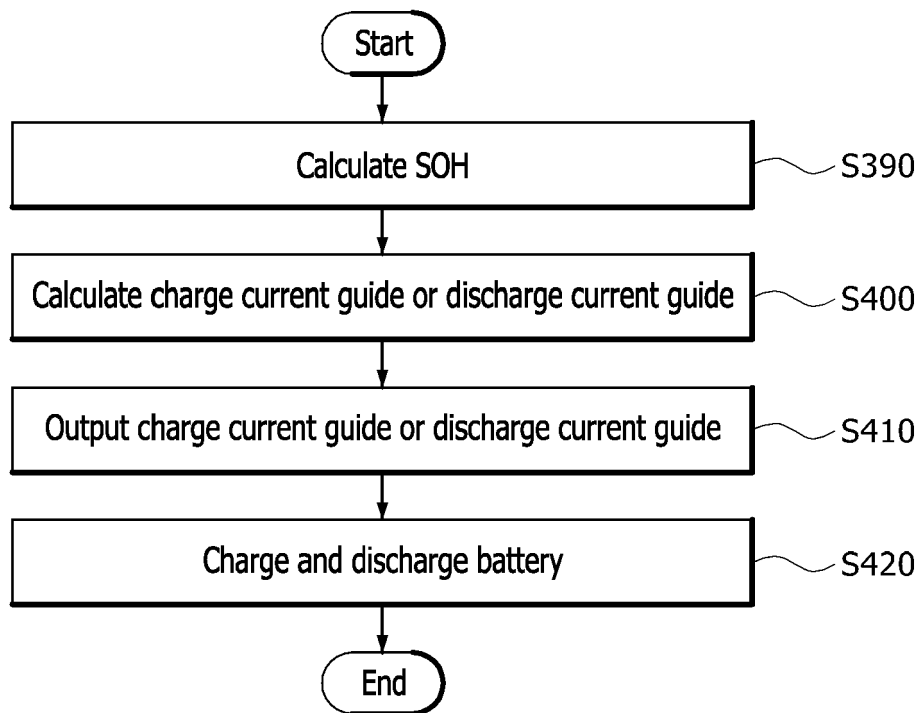 Start
Calculate SOH
S390
Calculate charge current guide or discharge current guide
S400
Output charge current guide or discharge current guide
S410
Charge and discharge battery
S420
End